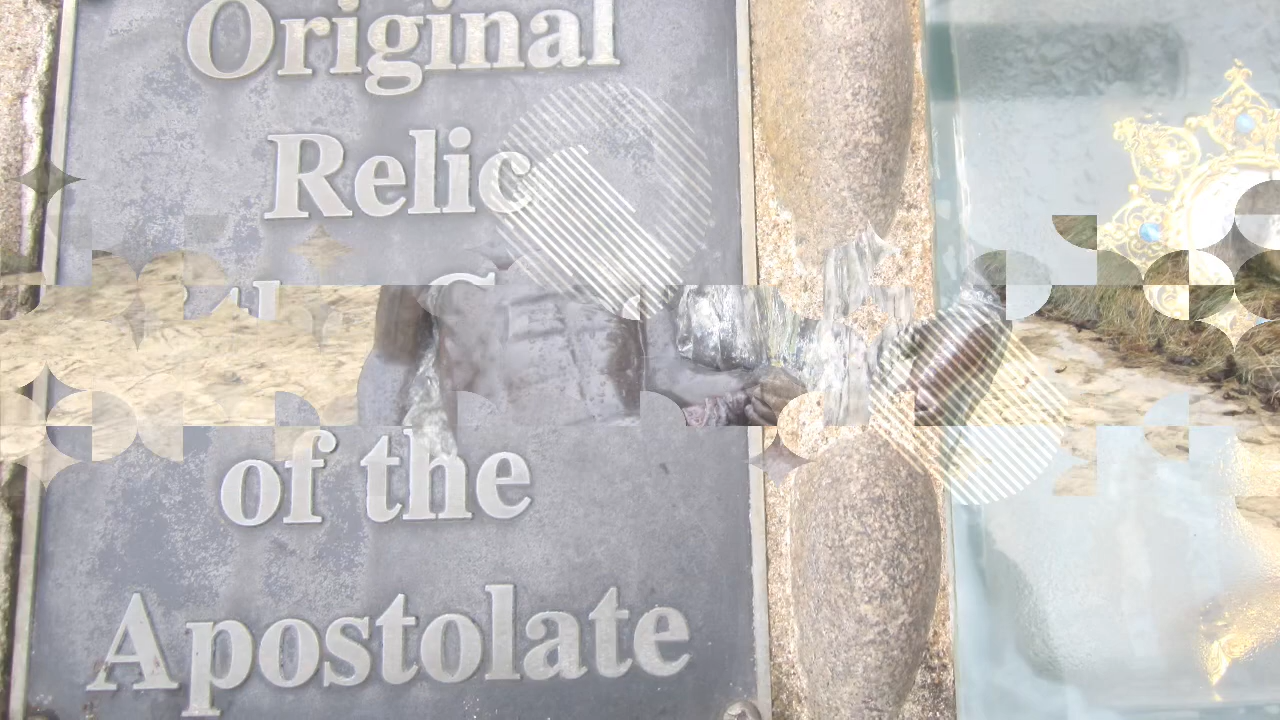 Original
Relic
of the
Apostolate